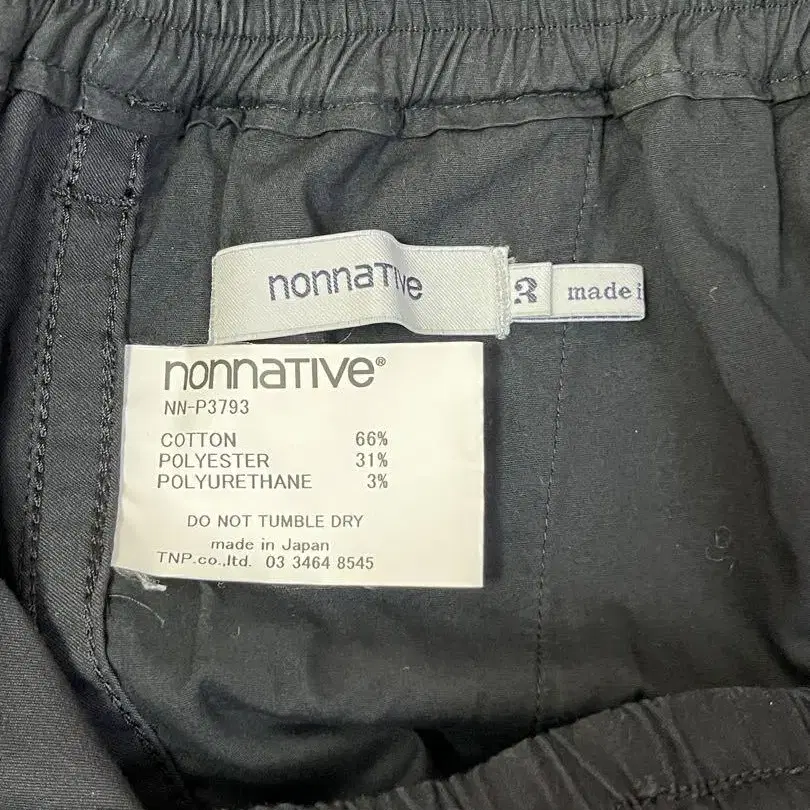 nonnaTIve
3
made i
nonnaTIve®
NN-P3793
COTTON 66%
POLYESTER 31%
POLYURETHANE 3%
DO NOT TUMBLE DRY
made in Japan
TNP.co.,ltd. 03 3464 8545